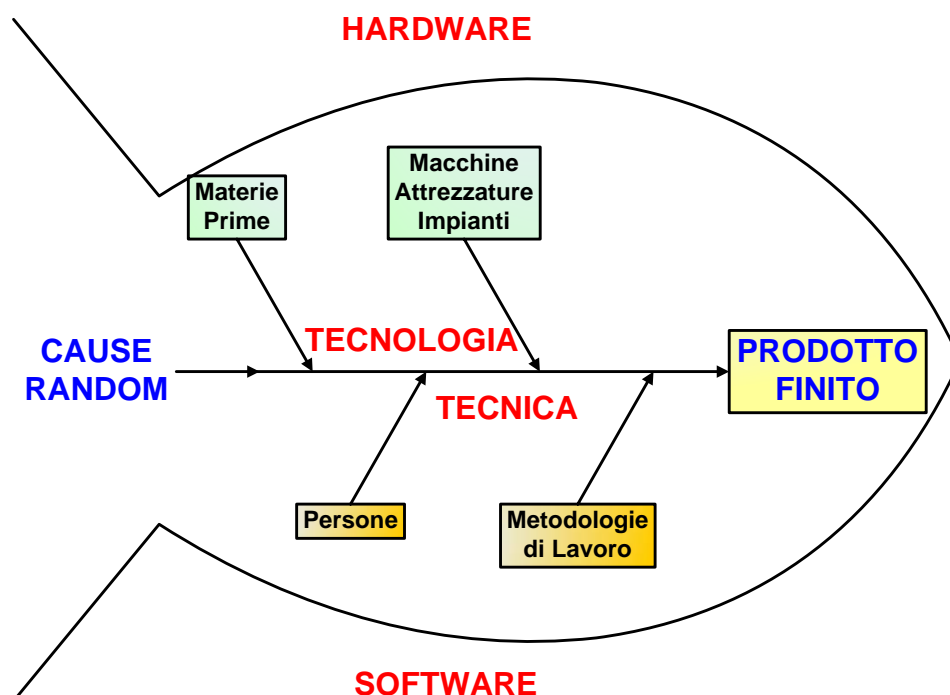 HARDWARE
Materie
Prime
Macchine
Attrezzature
Impianti
TECNOLOGIA
CAUSE
RANDOM
PRODOTTO
FINITO
TECNICA
Persone
Metodologie
di Lavoro
SOFTWARE